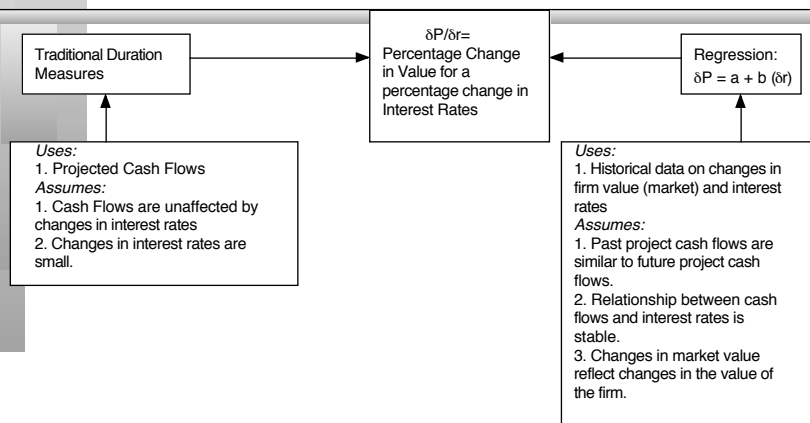 Traditional Duration
Measures
δP/δr=
Percentage Change
in Value for a
percentage change in
Interest Rates
Regression:
δP = a + b (δr)
Uses:
1. Projected Cash Flows
Assumes:
1. Cash Flows are unaffected by
changes in interest rates
2. Changes in interest rates are
small.
Uses:
1. Historical data on changes in
firm value (market) and interest
rates
Assumes:
1. Past project cash flows are
similar to future project cash
flows.
2. Relationship between cash
flows and interest rates is
stable.
3. Changes in market value
reflect changes in the value of
the firm.